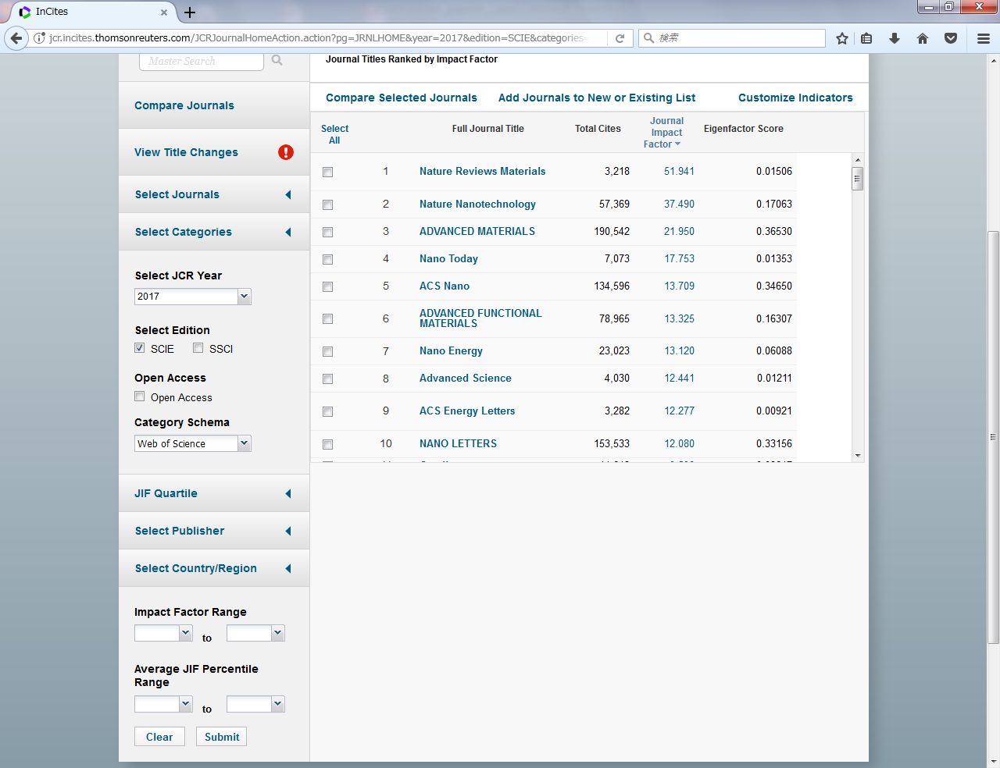 InCites
jcr.incites.thomsonreuters.com/JCRJournalHomeAction.action?pg=JRNLHOME&year=2017&edition=SCIE&categories
検索
Master Search
Journal Titles Ranked by Impact Factor
Compare Journals
View Title Changes
Select Journals
Select Categories
Select JCR Year
2017
Select Edition
SCIE SSCI
Open Access
Open Access
Category Schema
Web of Science
JIF Quartile
Select Publisher
Select Country/Region
Impact Factor Range
to
Average JIF Percentile
Range
to
Clear Submit
Compare Selected Journals Add Journals to New or Existing List Customize Indicators
Select
All
Full Journal Title
Total Cites
Journal
Impact
Factor
Eigenfactor Score
1 Nature Reviews Materials 3,218 51.941 0.01506
2 Nature Nanotechnology 57,369 37.490 0.17063
3 ADVANCED MATERIALS 190,542 21.950 0.36530
4 Nano Today 7,073 17.753 0.01353
5 ACS Nano 134,596 13.709 0.34650
6 ADVANCED FUNCTIONAL
MATERIALS 78,965 13.325 0.16307
7 Nano Energy 23,023 13.120 0.06088
8 Advanced Science 4,030 12.441 0.01211
9 ACS Energy Letters 3,282 12.277 0.00921
10 NANO LETTERS 153,533 12.080 0.33156